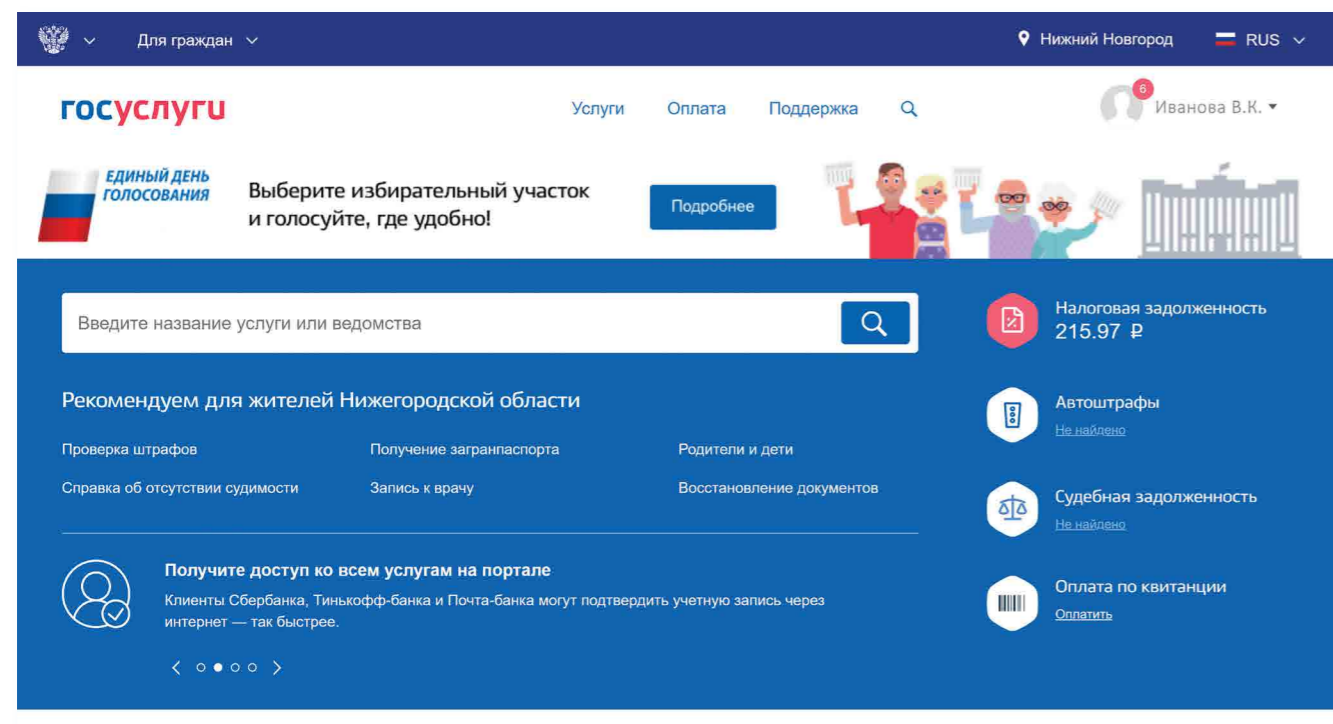 Для граждан
Нижний Новгород
RUS
госуслуги
Услуги
Оплата
Поддержка
6
Иванова В.К.
ЕДИНЫЙ ДЕНЬ
ГОЛОСОВАНИЯ
Выберите избирательный участок
и голосуйте, где удобно!
Подробнее
Введите название услуги или ведомства
Рекомендуем для жителей Нижегородской области
Проверка штрафов
Получение загранпаспорта
Родители и дети
Справка об отсутствии судимости
Запись к врачу
Восстановление документов
Получите доступ ко всем услугам на портале
Клиенты Сбербанка, Тинькофф-банка и Почта-банка могут подтвердить учетную запись через
интернет — так быстрее.
Налоговая задолженность
215.97 ₽
Автоштрафы
Не найдено
Судебная задолженность
Не найдено
Оплата по квитанции
Оплатить